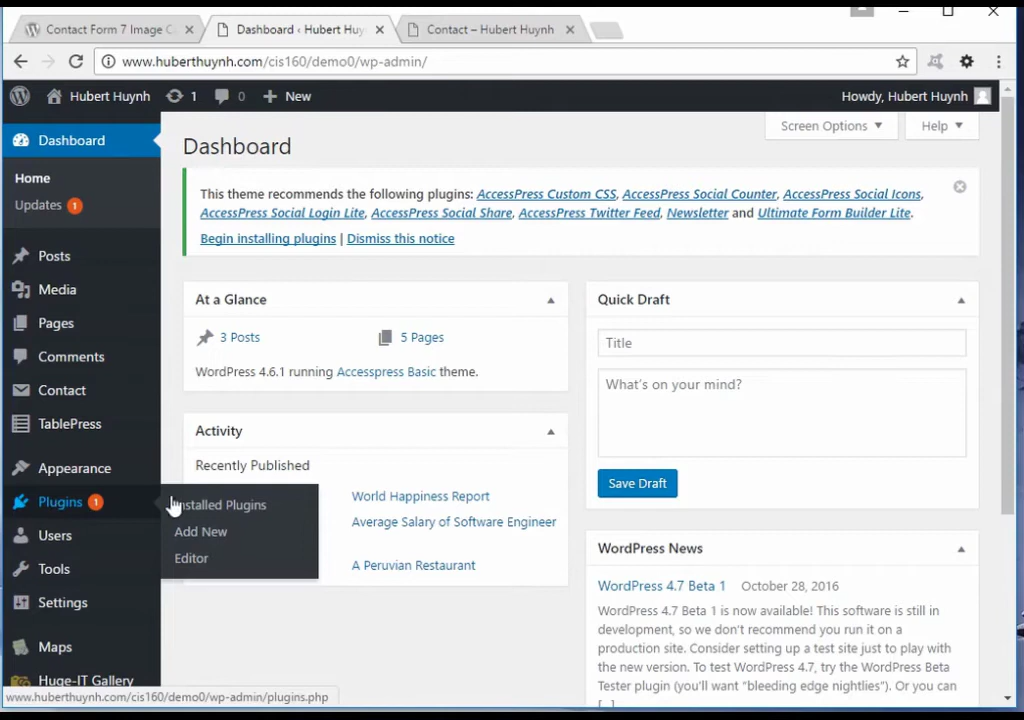 Contact Form 7 Image C
Dashboard ‹ Hubert Huy
Contact – Hubert Huynh
www.huberthuynh.com/cis160/demo0/wp-admin/
Hubert Huynh
1
0
New
Howdy, Hubert Huynh
Dashboard
Home
Updates 1
Posts
Media
Pages
Comments
Contact
TablePress
Appearance
Plugins 1
Users
Tools
Settings
Maps
Huge-IT Gallery
Installed Plugins
Add New
Editor
Dashboard
Screen Options
Help
This theme recommends the following plugins: AccessPress Custom CSS, AccessPress Social Counter, AccessPress Social Icons,
AccessPress Social Login Lite, AccessPress Social Share, AccessPress Twitter Feed, Newsletter and Ultimate Form Builder Lite.
Begin installing plugins | Dismiss this notice
At a Glance
3 Posts
5 Pages
WordPress 4.6.1 running Accesspress Basic theme.
Activity
Recently Published
World Happiness Report
Average Salary of Software Engineer
A Peruvian Restaurant
Quick Draft
Title
What's on your mind?
Save Draft
WordPress News
WordPress 4.7 Beta 1 October 28, 2016
WordPress 4.7 Beta 1 is now available! This software is still in
development, so we don't recommend you run it on a
production site. Consider setting up a test site just to play with
the new version. To test WordPress 4.7, try the WordPress Beta
Tester plugin (you'll want "bleeding edge nightlies"). Or you can
[…]
www.huberthuynh.com/cis160/demo0/wp-admin/plugins.php